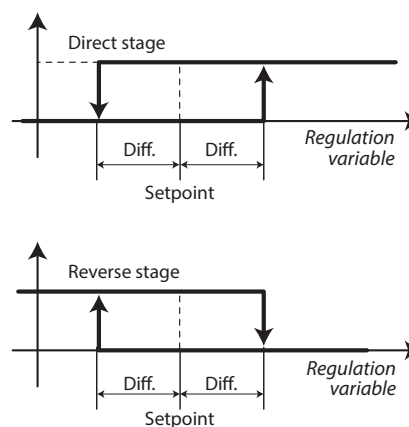 Direct stage
Diff.
Diff.
Regulation
variable
Setpoint
Reverse stage
Diff.
Diff.
Regulation
variable
Setpoint